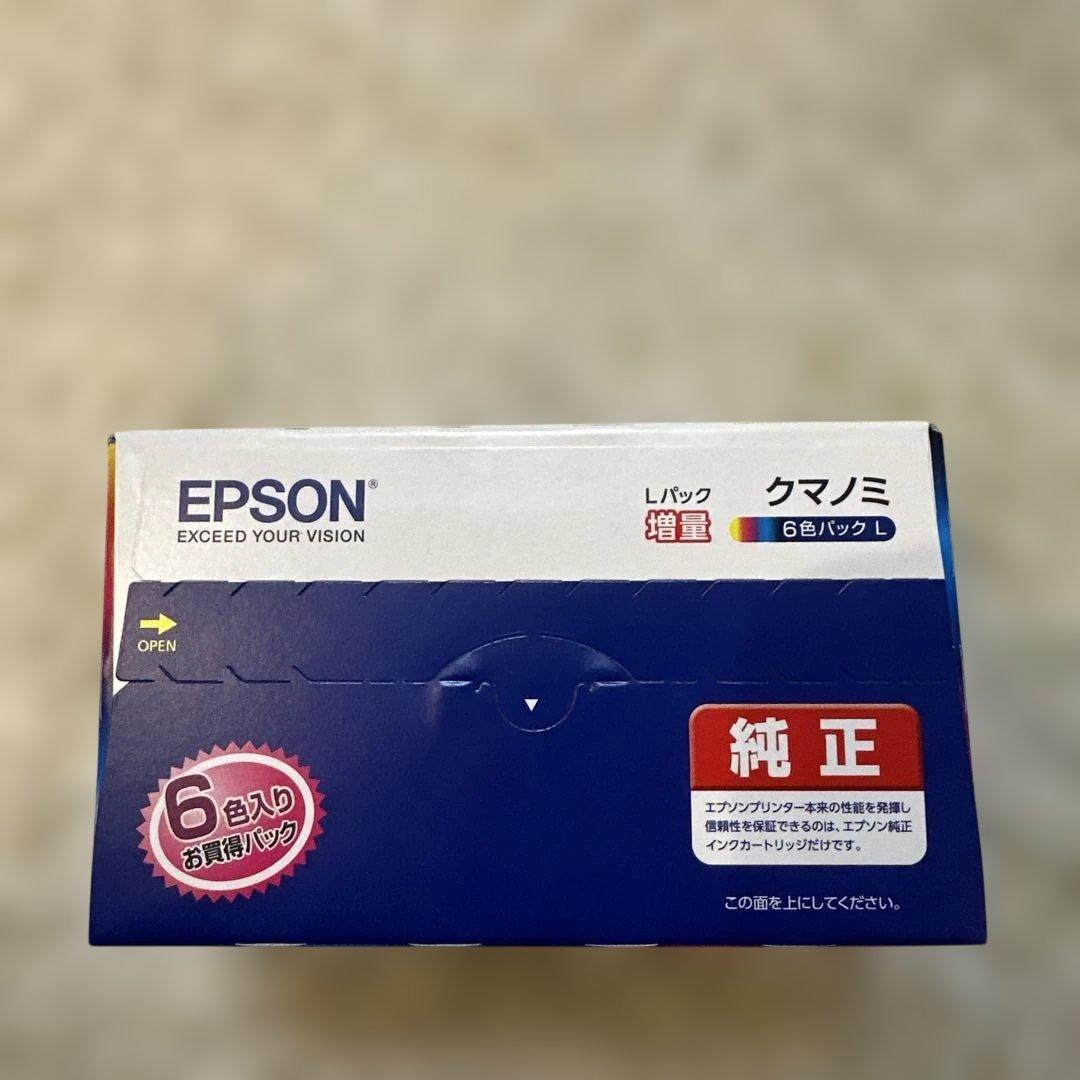 EPSON®
EXCEED YOUR VISION
Lパック
増量
クマノミ
6色パック L
OPEN
6色入り
お買得パック
純正
エプソンプリンター本来の性能を発揮し
信頼性を保証できるのは、エプソン純正
インクカートリッジだけです。
この面を上にしてください。